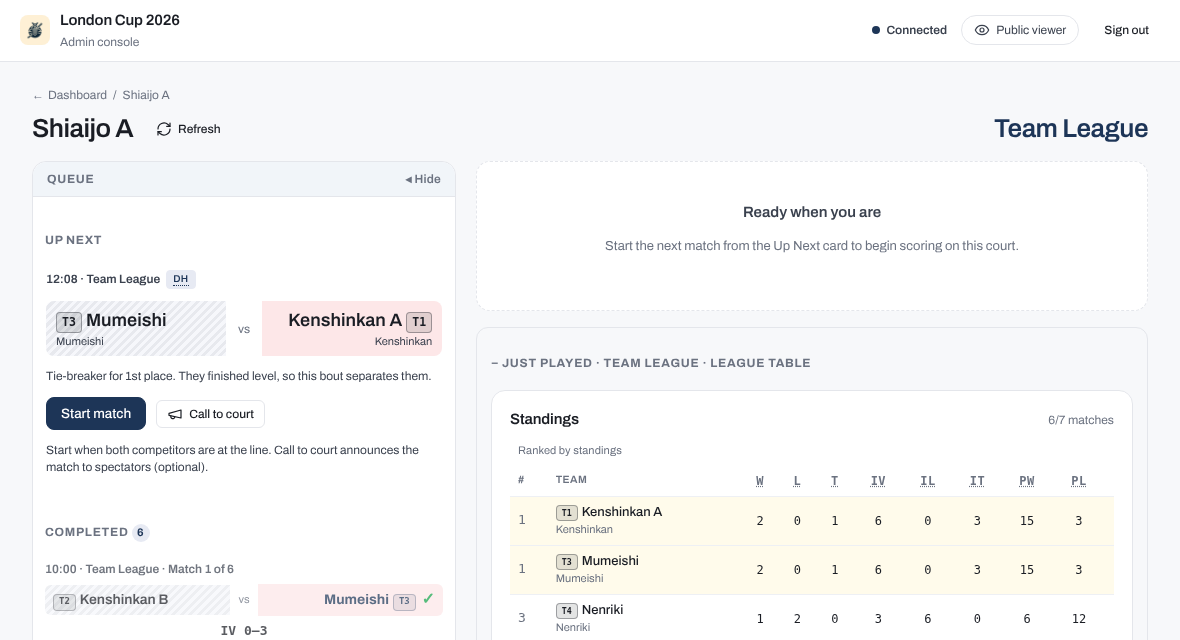 London Cup 2026
Admin console
Connected
Public viewer
Sign out
← Dashboard / Shiaijo A
Shiaijo A
Refresh
Team League
QUEUE
◂ Hide
UP NEXT
12:08 · Team League DH
T3 Mumeishi
Mumeishi
vs
Kenshinkan A T1
Kenshinkan
Tie-breaker for 1st place. They finished level, so this bout separates them.
Start match
Call to court
Start when both competitors are at the line. Call to court announces the
match to spectators (optional).
COMPLETED 6
10:00 · Team League · Match 1 of 6
T2 Kenshinkan B vs Mumeishi T3 ✓
IV 0–3
Ready when you are
Start the next match from the Up Next card to begin scoring on this court.
– JUST PLAYED · TEAM LEAGUE · LEAGUE TABLE
Standings
6/7 matches
Ranked by standings
# TEAM W L T IV IL IT PW PL
1 T1 Kenshinkan A 2 0 1 6 0 3 15 3
Kenshinkan
1 T3 Mumeishi 2 0 1 6 0 3 15 3
Mumeishi
3 T4 Nenriki 1 2 0 3 6 0 6 12
Nenriki